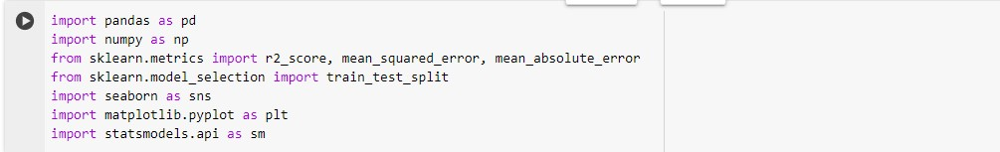 import pandas as pd
import numpy as np
from sklearn.metrics import r2_score, mean_squared_error, mean_absolute_error
from sklearn.model_selection import train_test_split
import seaborn as sns
import matplotlib.pyplot as plt
import statsmodels.api as sm